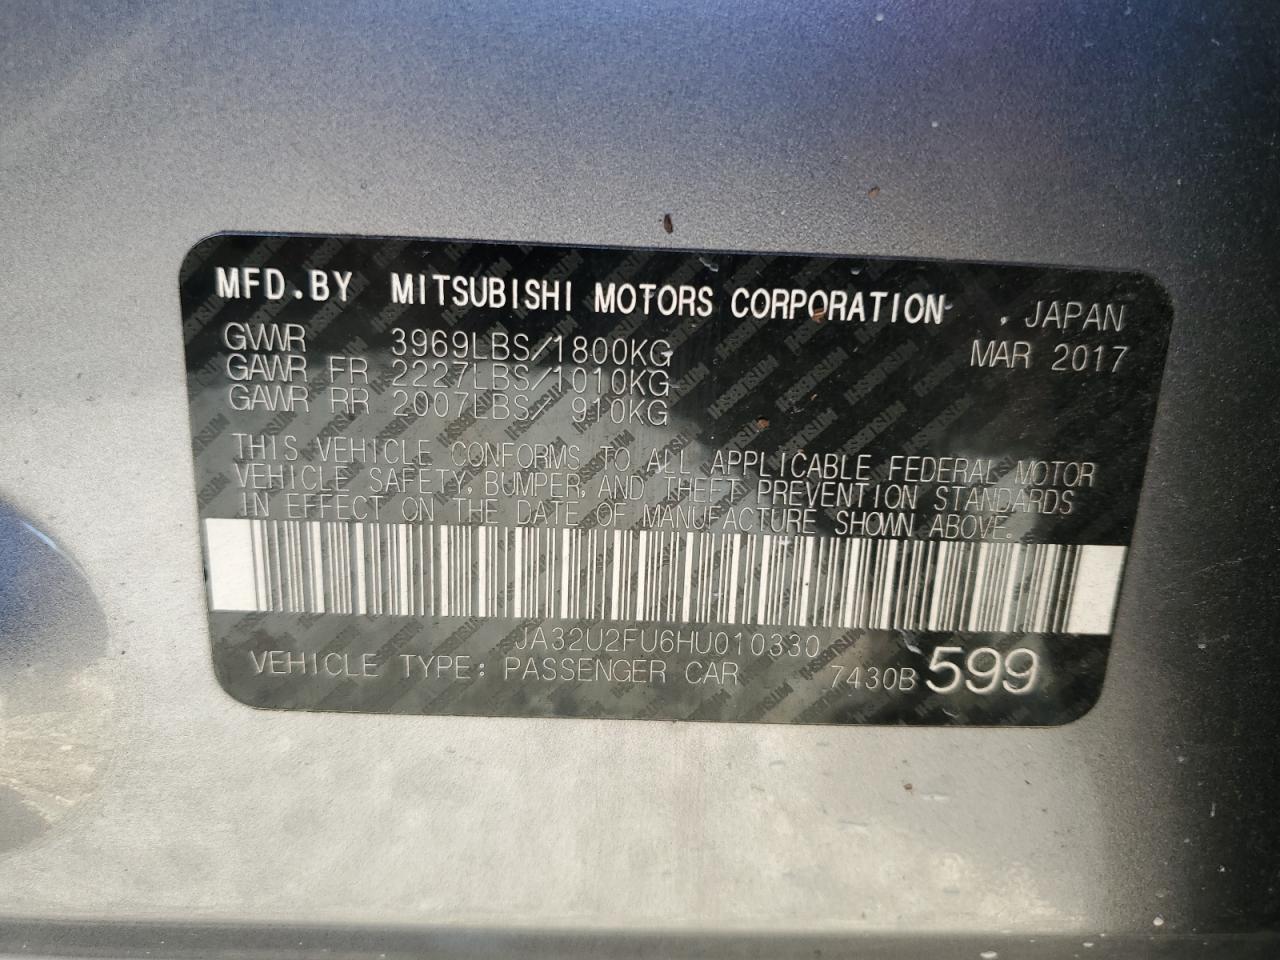 MFD.BY MITSUBISHI MOTORS CORPORATION JAPAN
GVWR 3969LBS/1800KG MAR 2017
GAWR FR 2227LBS/1010KG
GAWR RR 2007LBS/ 910KG
THIS VEHICLE CONFORMS TO ALL APPLICABLE FEDERAL MOTOR
VEHICLE SAFETY, BUMPER, AND THEFT PREVENTION STANDARDS
IN EFFECT ON THE DATE OF MANUFACTURE SHOWN ABOVE.
JA32U2FU6HU010330
VEHICLE TYPE: PASSENGER CAR 7430B 599